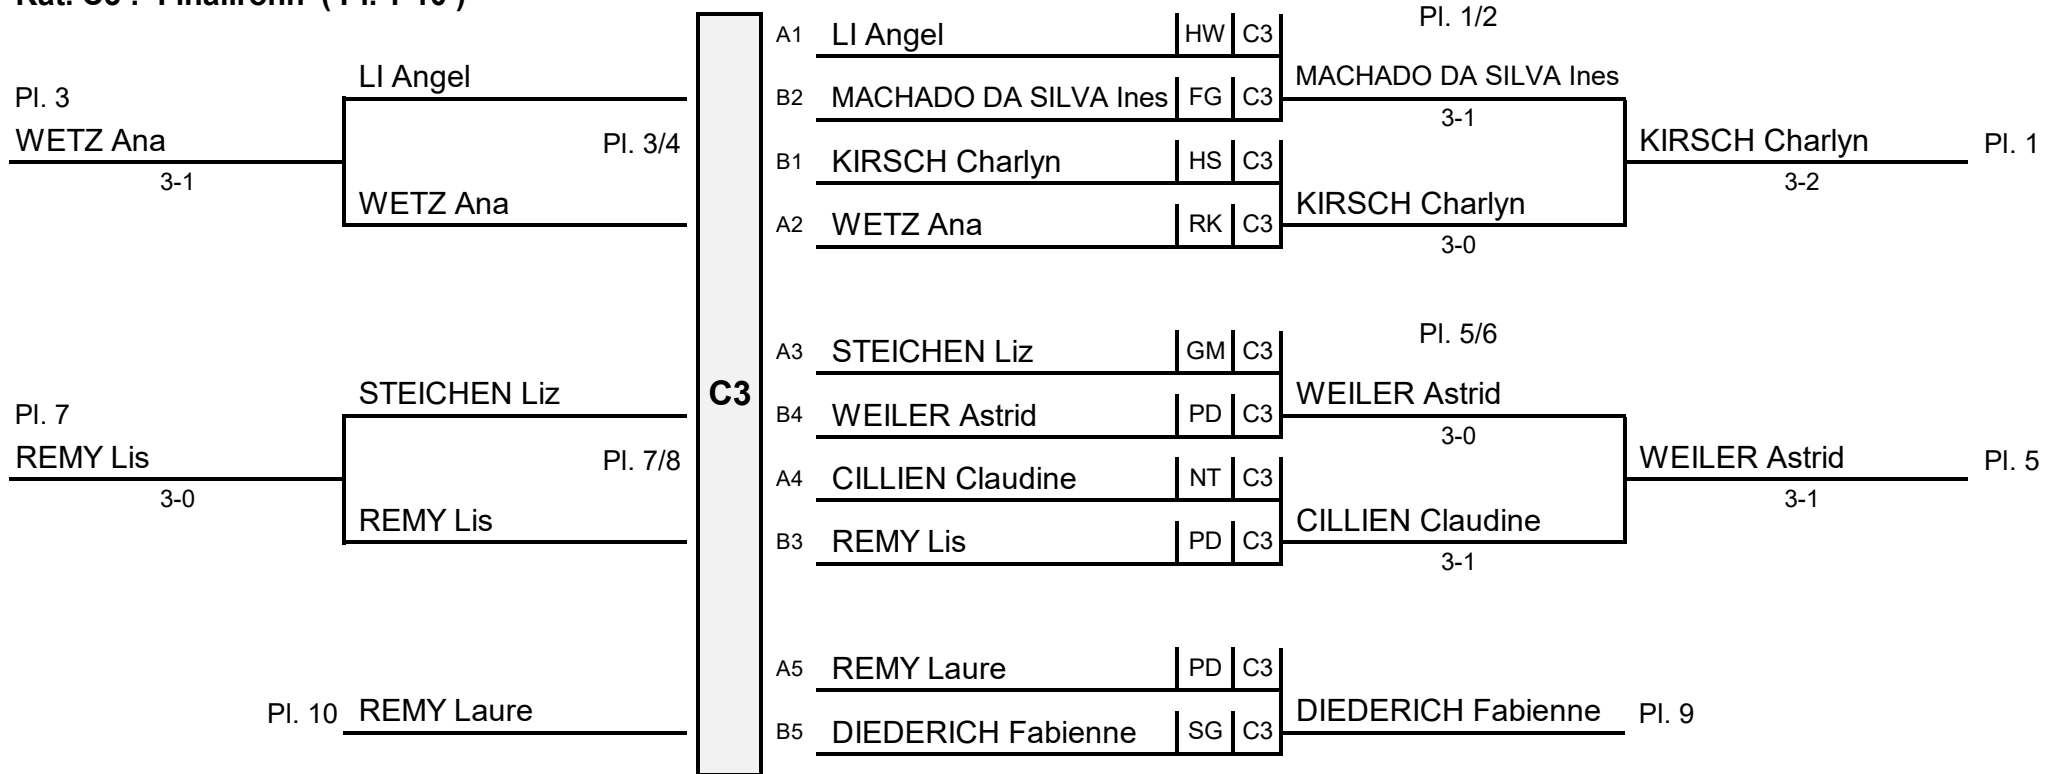 Kat. C3 : Finallronn ( Pl. 1-10 )
Pl. 1/2
A1 LI Angel HW C3
LI Angel
MACHADO DA SILVA Ines
Pl. 3
B2 MACHADO DA SILVA Ines FG C3
3-1
WETZ Ana
Pl. 3/4
KIRSCH Charlyn
Pl. 1
B1 KIRSCH Charlyn HS C3
3-1
3-2
WETZ Ana
KIRSCH Charlyn
A2 WETZ Ana RK C3
3-0
Pl. 5/6
A3 STEICHEN Liz GM C3
STEICHEN Liz
C3
WEILER Astrid
Pl. 7
B4 WEILER Astrid PD C3
3-0
REMY Lis
Pl. 7/8
WEILER Astrid
Pl. 5
A4 CILLIEN Claudine NT C3
3-0
3-1
REMY Lis
CILLIEN Claudine
B3 REMY Lis PD C3
3-1
A5 REMY Laure PD C3
Pl. 10 REMY Laure
DIEDERICH Fabienne Pl. 9
B5 DIEDERICH Fabienne SG C3